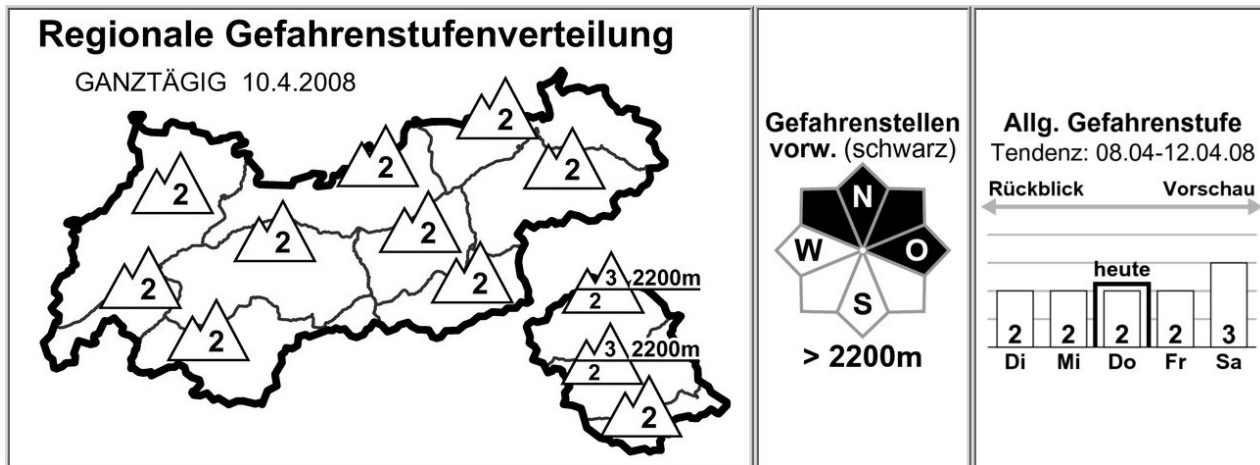 Regionale Gefahrenstufenverteilung
GANZTÄGIG 10.4.2008
2
2
2
2
2
2
2
2
2
2
3 2200m
2
3 2200m
2
2
Gefahrenstellen
vorw. (schwarz)
N
W O
S
> 2200m
Allg. Gefahrenstufe
Tendenz: 08.04-12.04.08
Rückblick Vorschau
heute
2 2 2 2 3
Di Mi Do Fr Sa